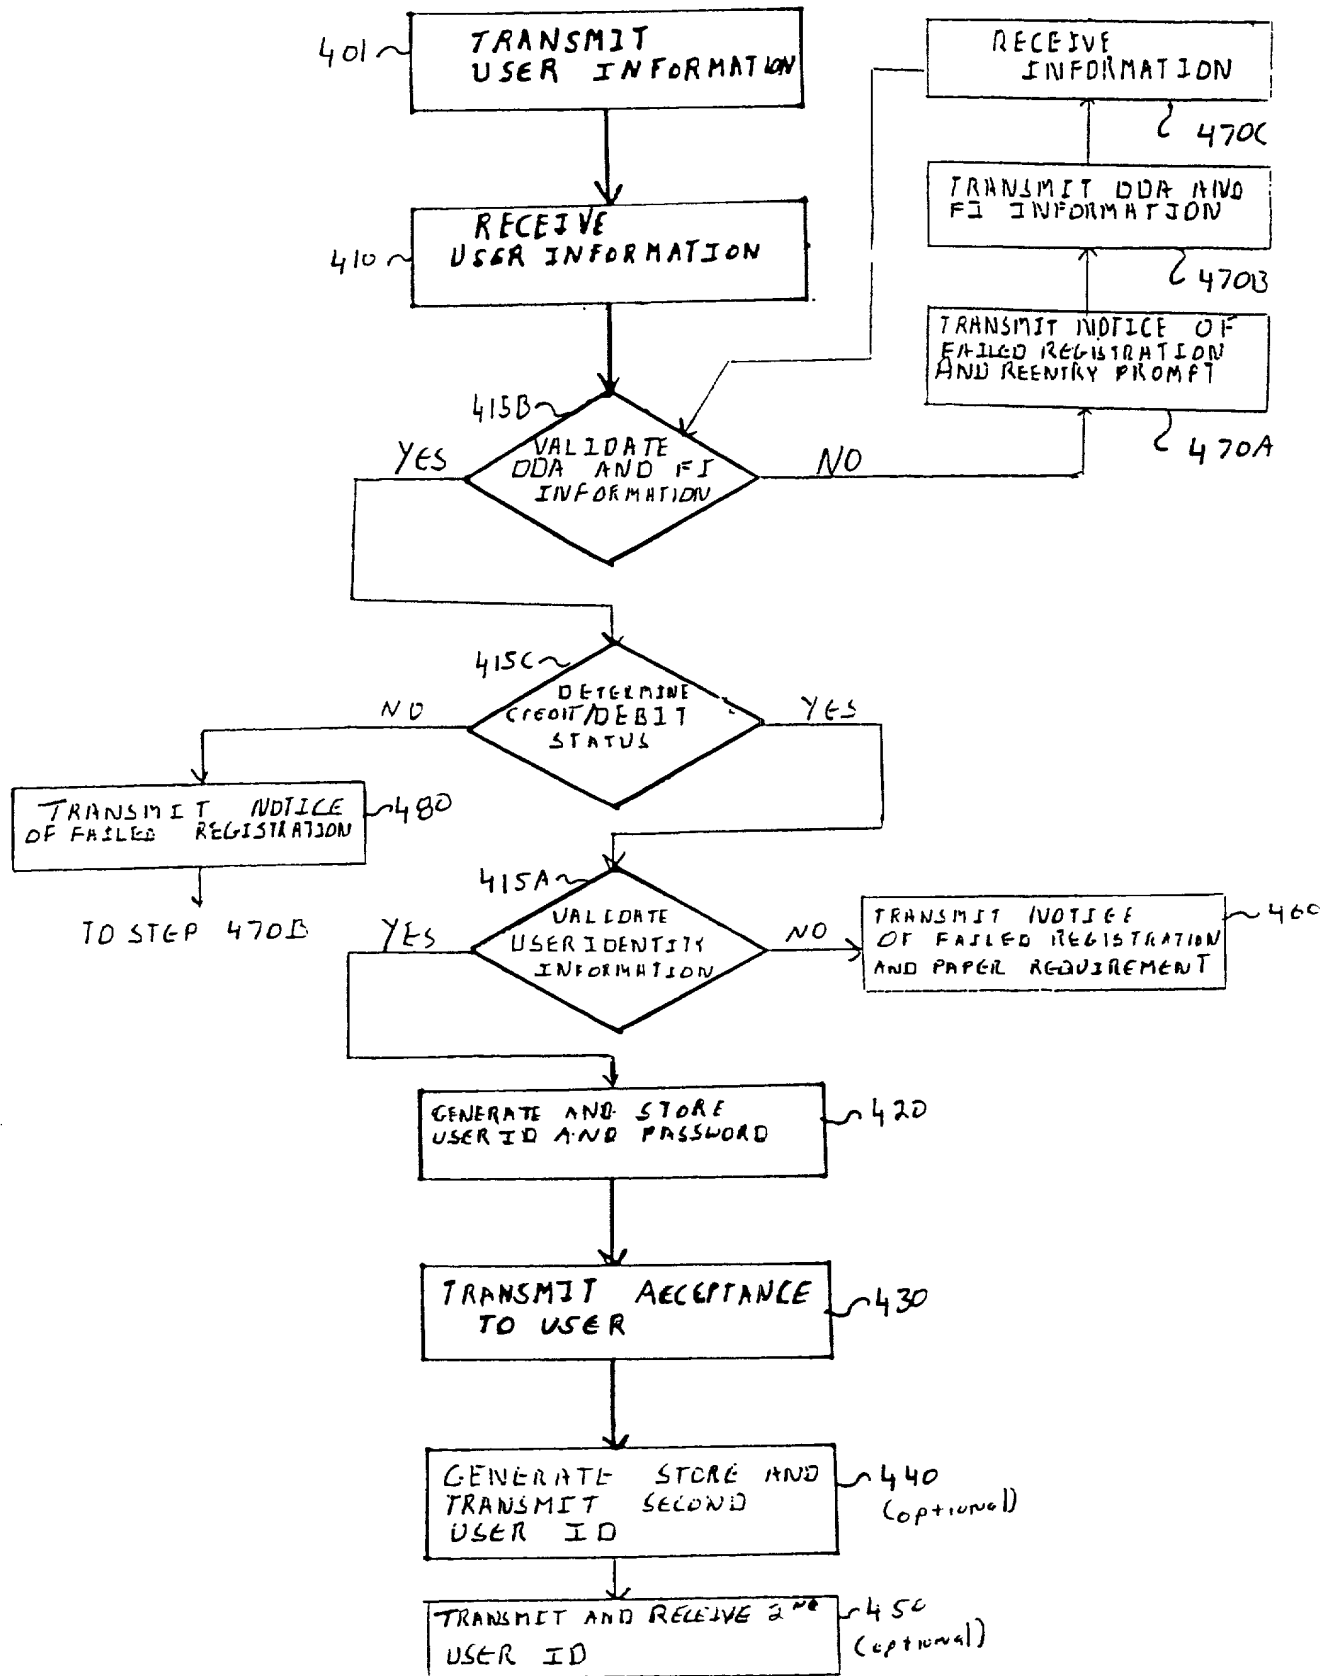 401
TRANSMIT
USER INFORMATION
RECEIVE
INFORMATION
470C
TRANSMIT DDA AND
FI INFORMATION
470B
410
RECEIVE
USER INFORMATION
TRANSMIT NOTICE OF
FAILED REGISTRATION
AND REENTRY PROMPT
470A
415B
YES
VALIDATE
DDA AND FI
INFORMATION
NO
415C
NO
DETERMINE
CREDIT/DEBIT
STATUS
YES
TRANSMIT NOTICE
OF FAILED REGISTRATION
480
TO STEP 470B
415A
YES
VALIDATE
USER IDENTITY
INFORMATION
NO
TRANSMIT NOTICE
OF FAILED REGISTRATION
AND PAPER REQUIREMENT
460
GENERATE AND STORE
USER ID AND PASSWORD
420
TRANSMIT ACCEPTANCE
TO USER
430
GENERATE STORE AND
TRANSMIT SECOND
USER ID
440
(optional)
TRANSMIT AND RECEIVE 2ND
USER ID
450
(optional)